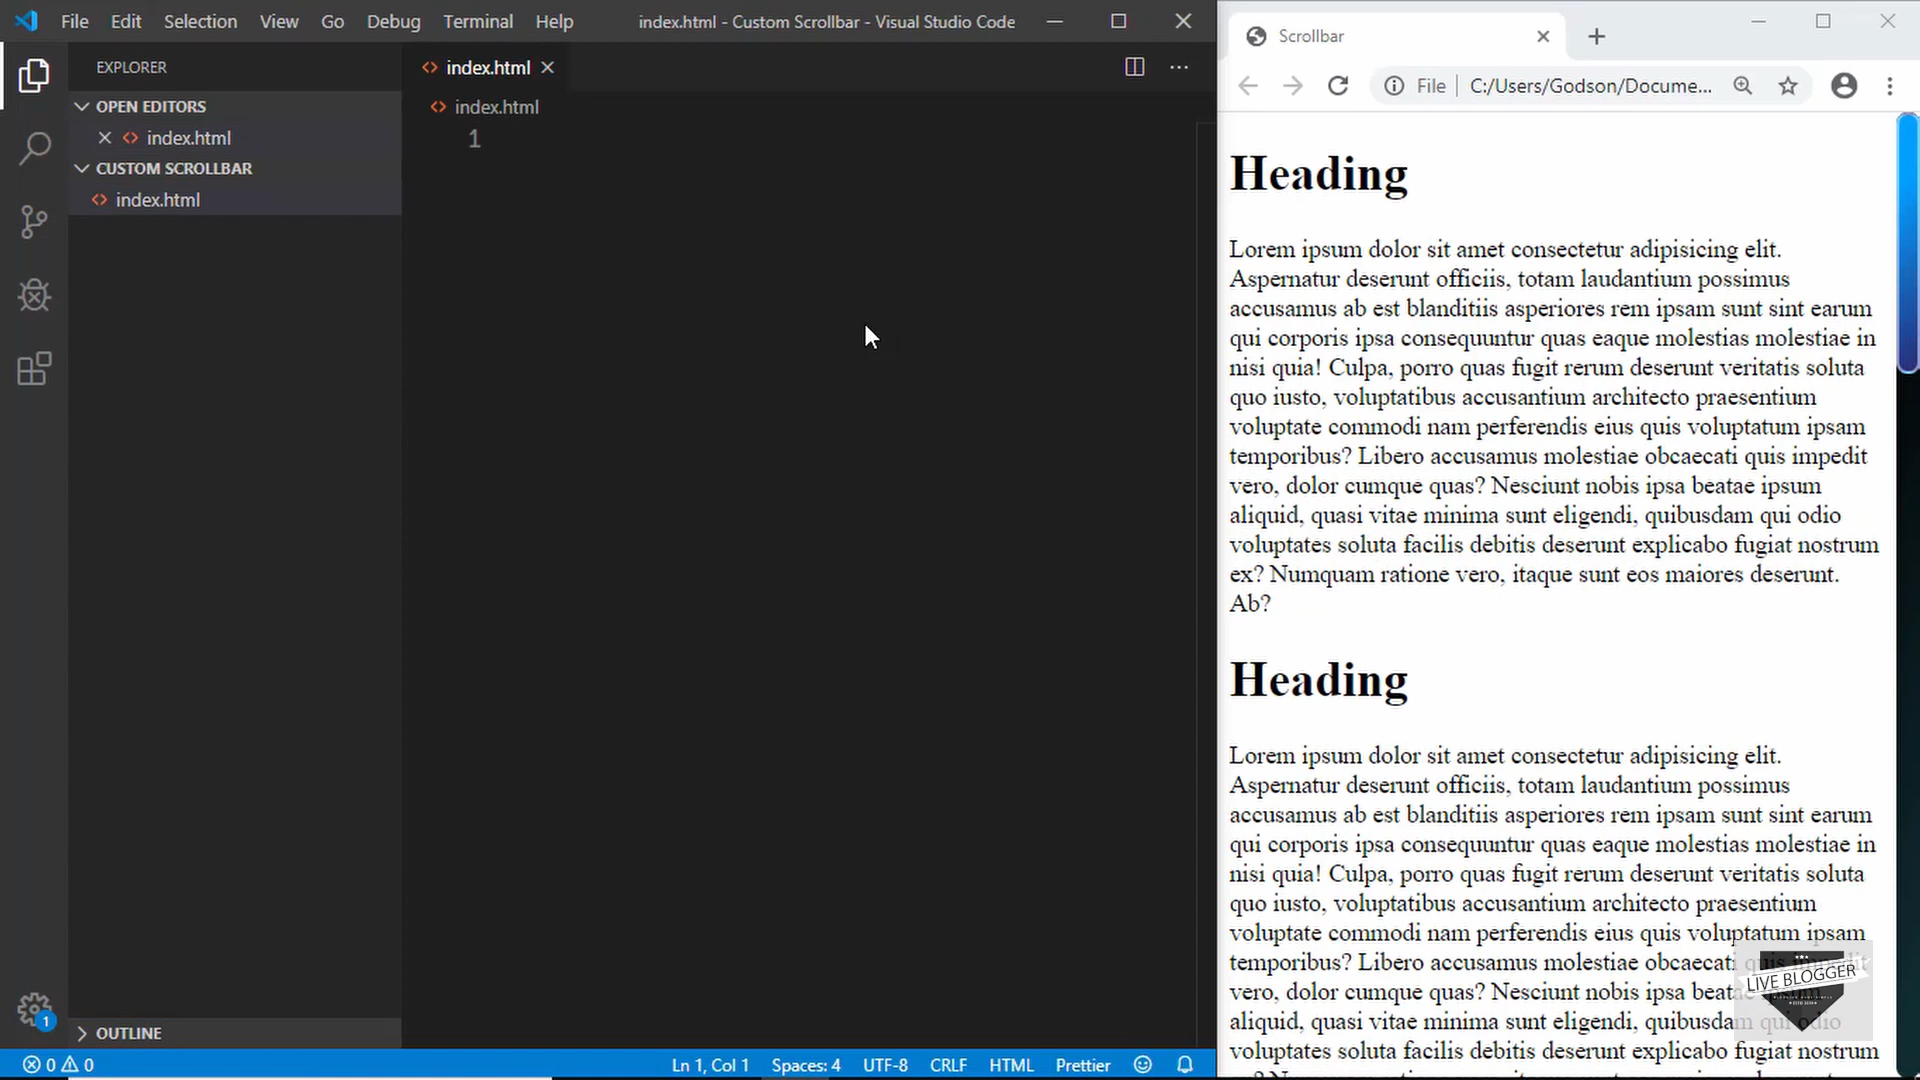 File Edit Selection View Go Debug Terminal Help index.html - Custom Scrollbar - Visual Studio Code
EXPLORER
OPEN EDITORS
index.html
CUSTOM SCROLLBAR
index.html
OUTLINE
1
index.html
index.html
1
0 0
Ln 1, Col 1 Spaces: 4 UTF-8 CRLF HTML Prettier
Scrollbar
File C:/Users/Godson/Docume...
Heading
Lorem ipsum dolor sit amet consectetur adipisicing elit.
Aspernatur deserunt officiis, totam laudantium possimus
accusamus ab est blanditiis asperiores rem ipsam sunt sint earum
qui corporis ipsa consequuntur quas eaque molestias molestiae in
nisi quia! Culpa, porro quas fugit rerum deserunt veritatis soluta
quo iusto, voluptatibus accusantium architecto praesentium
voluptate commodi nam perferendis eius quis voluptatum ipsam
temporibus? Libero accusamus molestiae obcaecati quis impedit
vero, dolor cumque quas? Nesciunt nobis ipsa beatae ipsum
aliquid, quasi vitae minima sunt eligendi, quibusdam qui odio
voluptates soluta facilis debitis deserunt explicabo fugiat nostrum
ex? Numquam ratione vero, itaque sunt eos maiores deserunt.
Ab?
Heading
Lorem ipsum dolor sit amet consectetur adipisicing elit.
Aspernatur deserunt officiis, totam laudantium possimus
accusamus ab est blanditiis asperiores rem ipsam sunt sint earum
qui corporis ipsa consequuntur quas eaque molestias molestiae in
nisi quia! Culpa, porro quas fugit rerum deserunt veritatis soluta
quo iusto, voluptatibus accusantium architecto praesentium
voluptate commodi nam perferendis eius quis voluptatum ipsam
temporibus? Libero accusamus molestiae obcaecati quis impedit
vero, dolor cumque quas? Nesciunt nobis ipsa beatae
aliquid, quasi vitae minima sunt eligendi, quibusdam qui odio
voluptates soluta facilis debitis deserunt explicabo fugiat nostrum
LIVE BLOGGER